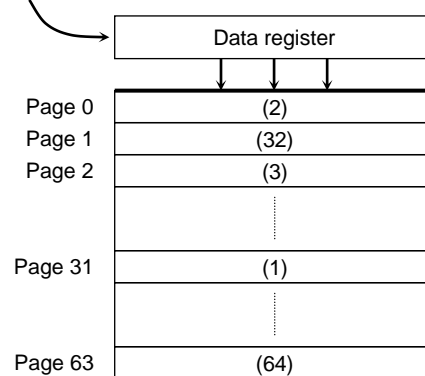 Data register
Page 0 (2)
Page 1 (32)
Page 2 (3)
Page 31 (1)
Page 63 (64)